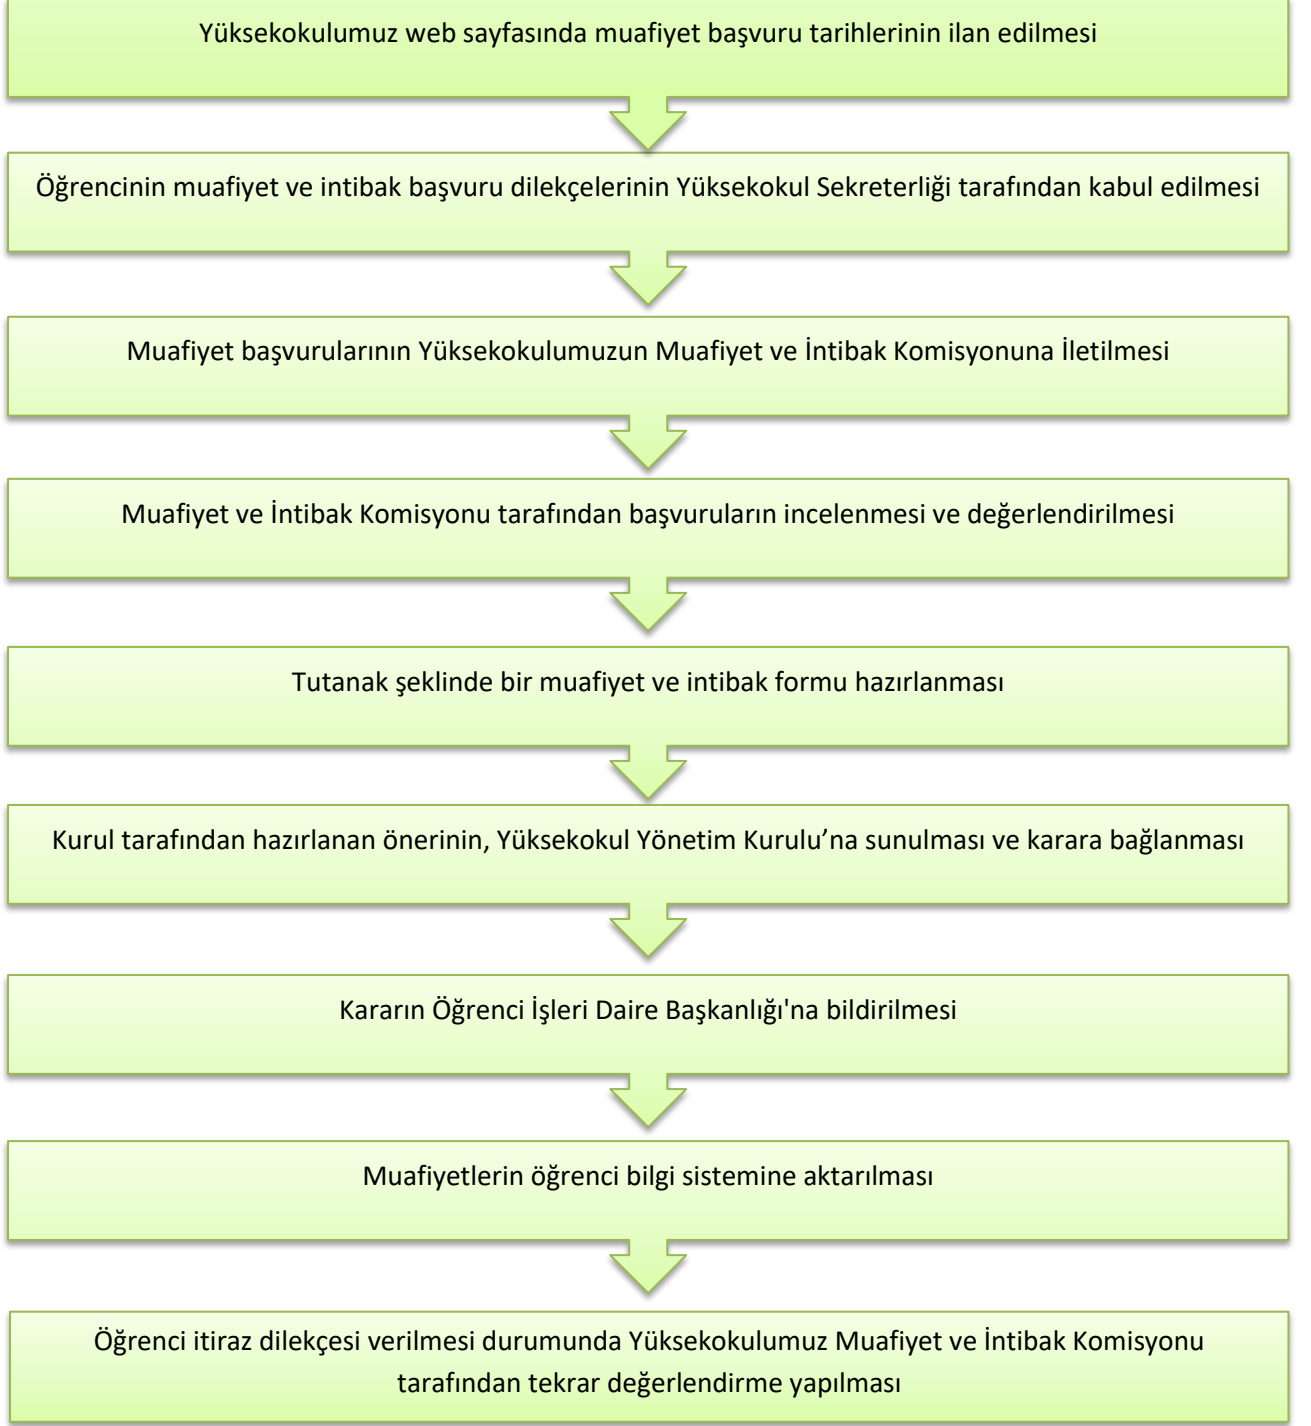 Yüksekokulumuz web sayfasında muafiyet başvuru tarihlerinin ilan edilmesi
Öğrencinin muafiyet ve intibak başvuru dilekçelerinin Yüksekokul Sekreterliği tarafından kabul edilmesi
Muafiyet başvurularının Yüksekokulumuzun Muafiyet ve İntibak Komisyonuna İletilmesi
Muafiyet ve İntibak Komisyonu tarafından başvuruların incelenmesi ve değerlendirilmesi
Tutanak şeklinde bir muafiyet ve intibak formu hazırlanması
Kurul tarafından hazırlanan önerinin, Yüksekokul Yönetim Kurulu’na sunulması ve karara bağlanması
Kararın Öğrenci İşleri Daire Başkanlığı'na bildirilmesi
Muafiyetlerin öğrenci bilgi sistemine aktarılması
Öğrenci itiraz dilekçesi verilmesi durumunda Yüksekokulumuz Muafiyet ve İntibak Komisyonu
tarafından tekrar değerlendirme yapılması